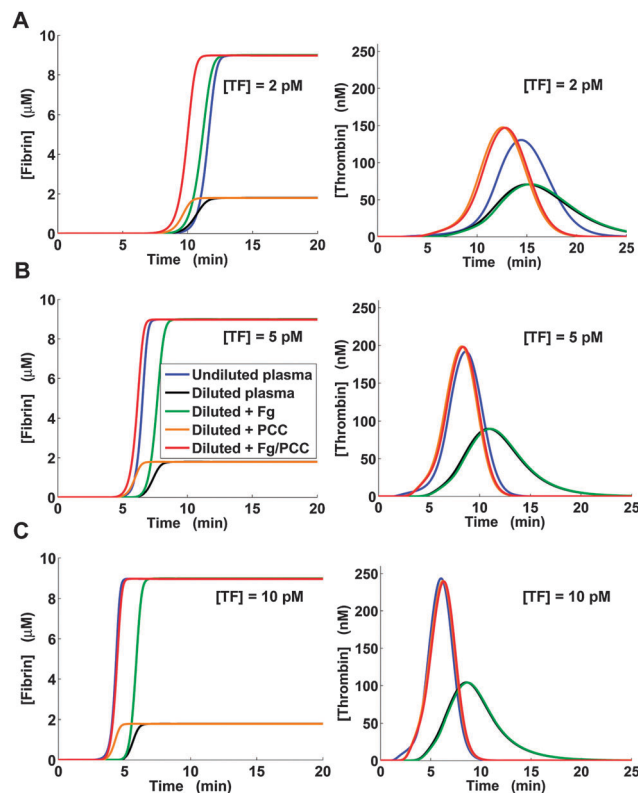 A
[Fibrin] (μM)
9
8
6
4
2
0
0 5 10 15 20
Time (min)
[TF] = 2 pM
[Thrombin] (nM)
250
200
150
100
50
0
0 5 10 15 20 25
Time (min)
[TF] = 2 pM
B
[Fibrin] (μM)
10
8
6
4
2
0
0 5 10 15 20
Time (min)
[TF] = 5 pM
Undiluted plasma
Diluted plasma
Diluted + Fg
Diluted + PCC
Diluted + Fg/PCC
[Thrombin] (nM)
250
200
150
100
50
0
0 5 10 15 20 25
Time (min)
[TF] = 5 pM
C
[Fibrin] (μM)
10
8
6
4
2
0
0 5 10 15 20
Time (min)
[TF] = 10 pM
[Thrombin] (nM)
250
200
150
100
50
0
0 5 10 15 20 25
Time (min)
[TF] = 10 pM